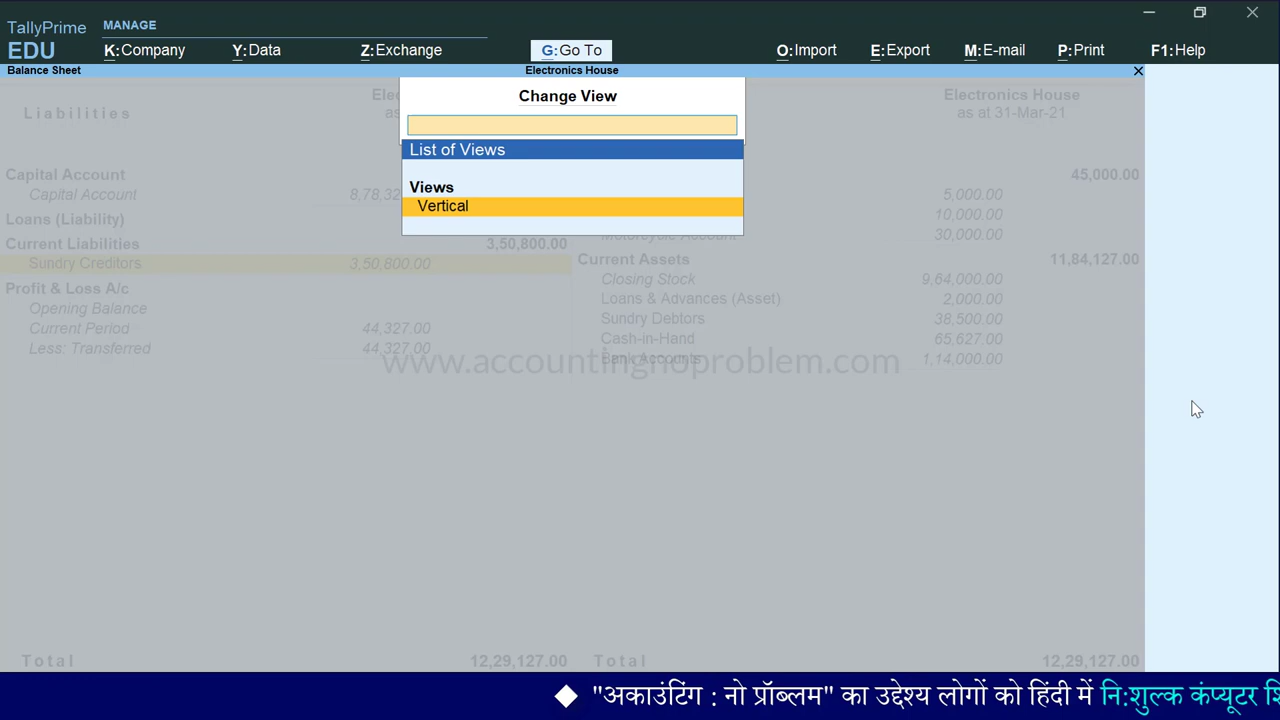 TallyPrime
EDU
MANAGE
K:Company Y:Data Z:Exchange G:Go To O:Import E:Export M:E-mail P:Print F1:Help
Balance Sheet Electronics House
Change View
List of Views
Views
Vertical
Liabilities
Electronics House
as at 31-Mar-21
Capital Account 45,000.00
Capital Account 5,000.00
10,000.00
Loans (Liability)
30,000.00
Current Liabilities 3,50,800.00
Sundry Creditors 3,50,800.00
Current Assets 11,84,127.00
Closing Stock 9,64,000.00
Profit & Loss A/c
Loans & Advances (Asset) 2,000.00
Opening Balance
Sundry Debtors 38,500.00
Current Period 44,327.00
Cash-in-Hand 65,627.00
Less: Transferred 44,327.00
Bank Accounts 1,14,000.00
www.accountingnoproblem.com
Total 12,29,127.00 Total 12,29,127.00
"अकाउंटिंग : नो प्रॉब्लम" का उद्देश्य लोगों को हिंदी में नि:शुल्क कंप्यूटर